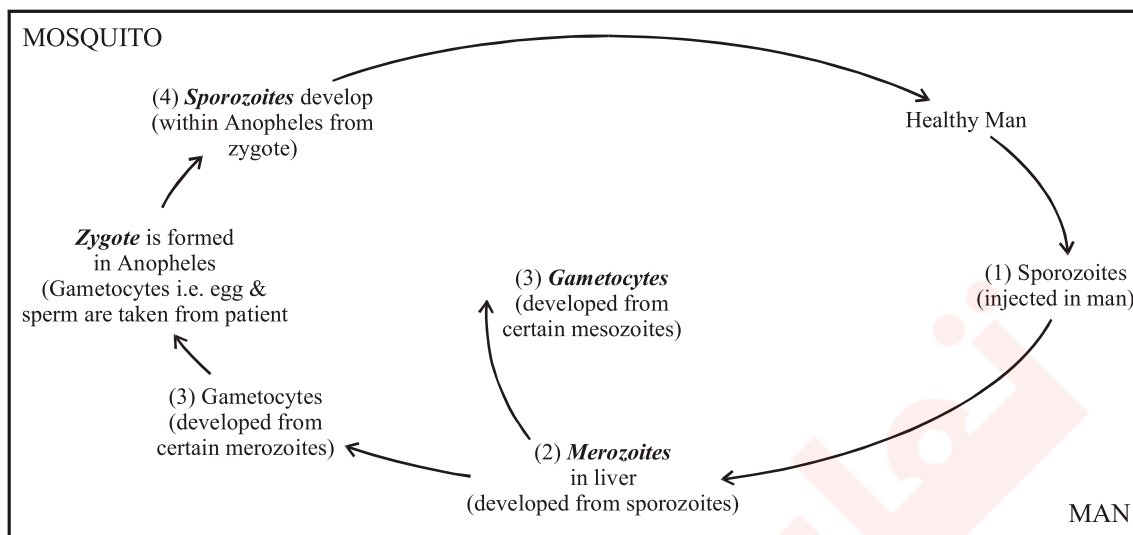 MOSQUITO
(4) Sporozoites develop
(within Anopheles from
zygote)
Healthy Man
Zygote is formed
in Anopheles
(Gametocytes i.e. egg &
sperm are taken from patient
(3) Gametocytes
(developed from
certain mesozoites)
(1) Sporozoites
(injected in man)
(3) Gametocytes
(developed from
certain merozoites)
(2) Merozoites
in liver
(developed from sporozoites)
MAN